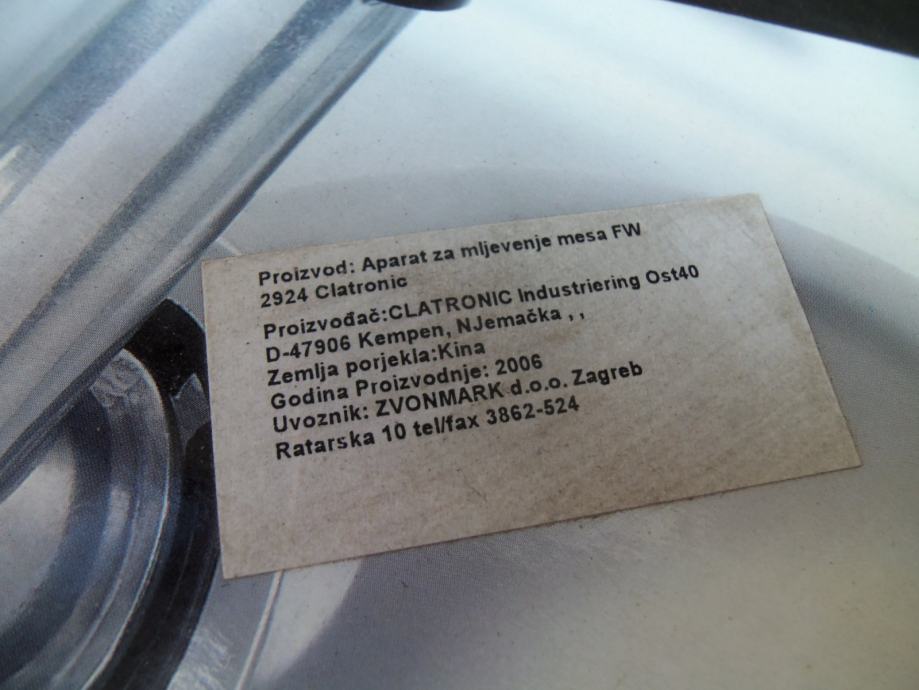 Proizvod: Aparat za mljevenje mesa FW
2924 Clatronic
Proizvođač:CLATRONIC Industriering Ost40
D-47906 Kempen, NJemačka , ,
Zemlja porjekla:Kina
Godina Proizvodnje: 2006
Uvoznik: ZVONMARK d.o.o. Zagreb
Ratarska 10 tel/fax 3862-524